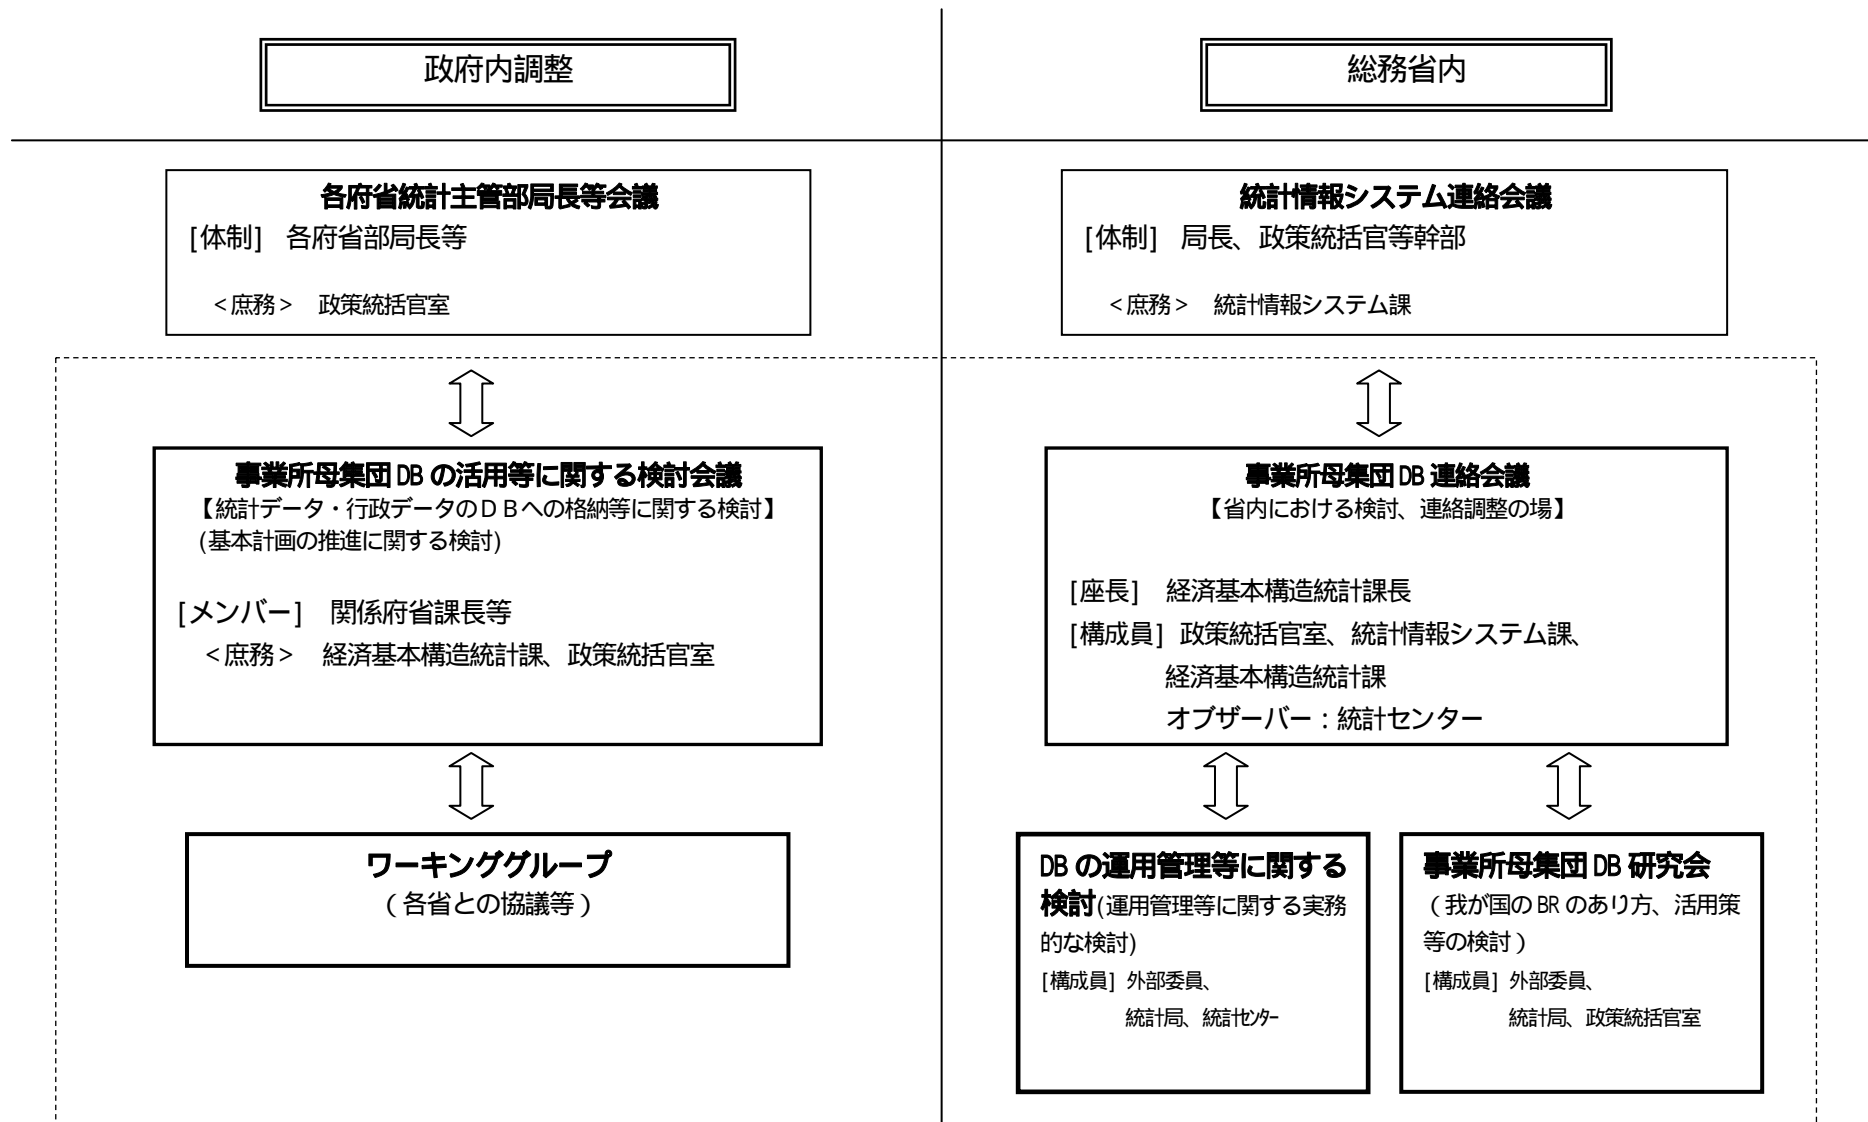 政府内調整
総務省内
各府省統計主管部局長等会議
[体制] 各府省部局長等
<庶務> 政策統括官室
統計情報システム連絡会議
[体制] 局長、政策統括官等幹部
<庶務> 統計情報システム課
事業所母集団 DB の活用等に関する検討会議
【統計データ・行政データのDBへの格納等に関する検討】
(基本計画の推進に関する検討)
[メンバー] 関係府省課長等
<庶務> 経済基本構造統計課、政策統括官室
事業所母集団 DB 連絡会議
【省内における検討、連絡調整の場】
[座長] 経済基本構造統計課長
[構成員] 政策統括官室、統計情報システム課、
経済基本構造統計課
オブザーバー：統計センター
ワーキンググループ
（各省との協議等）
DB の運用管理等に関する
検討(運用管理等に関する実務
的な検討)
[構成員] 外部委員、
統計局、統計ｾﾝﾀｰ
事業所母集団 DB 研究会
（我が国の BR のあり方、活用策
等の検討）
[構成員] 外部委員、
統計局、政策統括官室